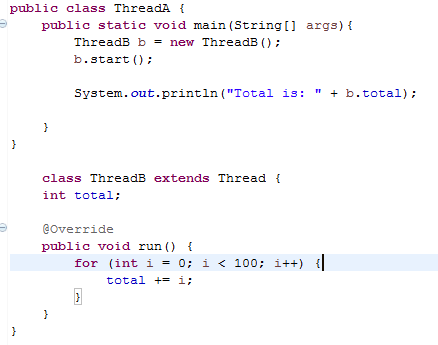 public class ThreadA {
    public static void main(String[] args){
        ThreadB b = new ThreadB();
        b.start();

        System.out.println("Total is: " + b.total);

    }
}

    class ThreadB extends Thread {
    int total;

    @Override
    public void run() {
        for (int i = 0; i < 100; i++) {
            total += i;
        }
    }
}